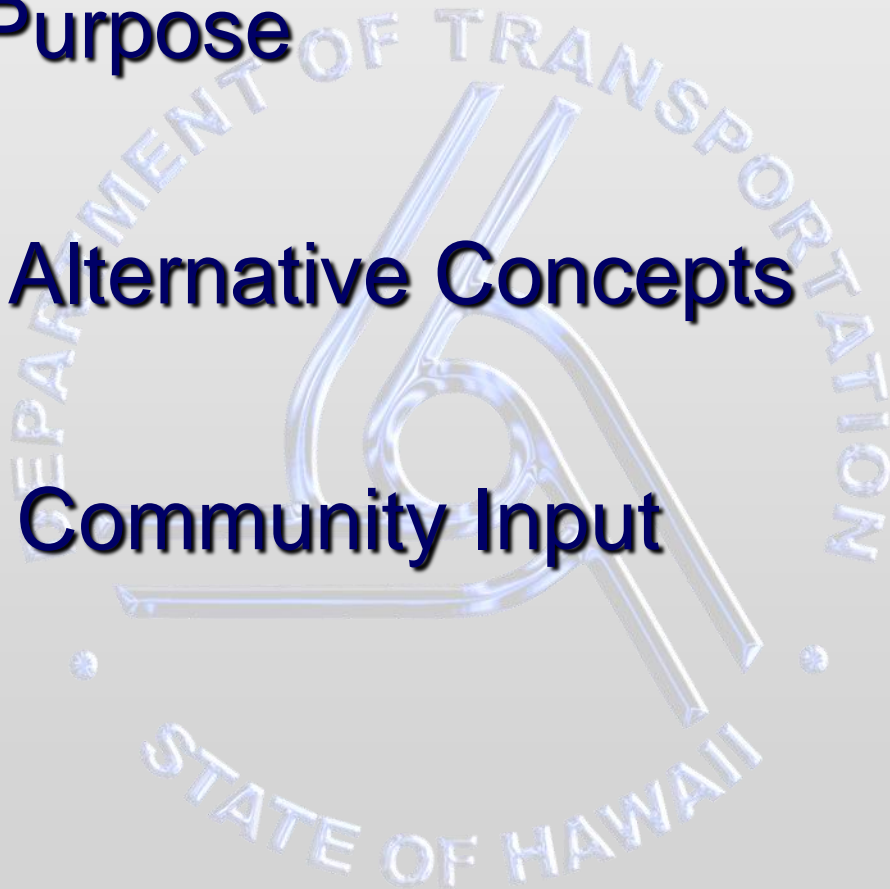 Purpose
Alternative Concepts
Community Input
DEPARTMENT OF TRANSPORTATION
STATE OF HAWAII